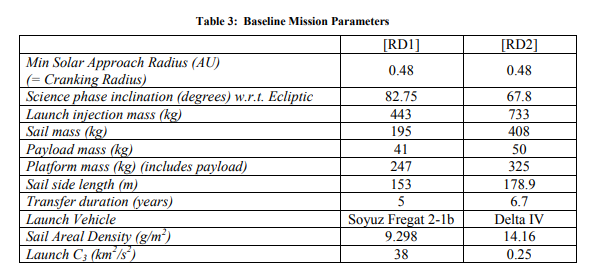 Table 3: Baseline Mission Parameters
[RD1] [RD2]
Min Solar Approach Radius (AU)
(= Cranking Radius) 0.48 0.48
Science phase inclination (degrees) w.r.t. Ecliptic 82.75 67.8
Launch injection mass (kg) 443 733
Sail mass (kg) 195 408
Payload mass (kg) 41 50
Platform mass (kg) (includes payload) 247 325
Sail side length (m) 153 178.9
Transfer duration (years) 5 6.7
Launch Vehicle Soyuz Fregat 2-1b Delta IV
Sail Areal Density (g/m²) 9.298 14.16
Launch C₃ (km²/s²) 38 0.25